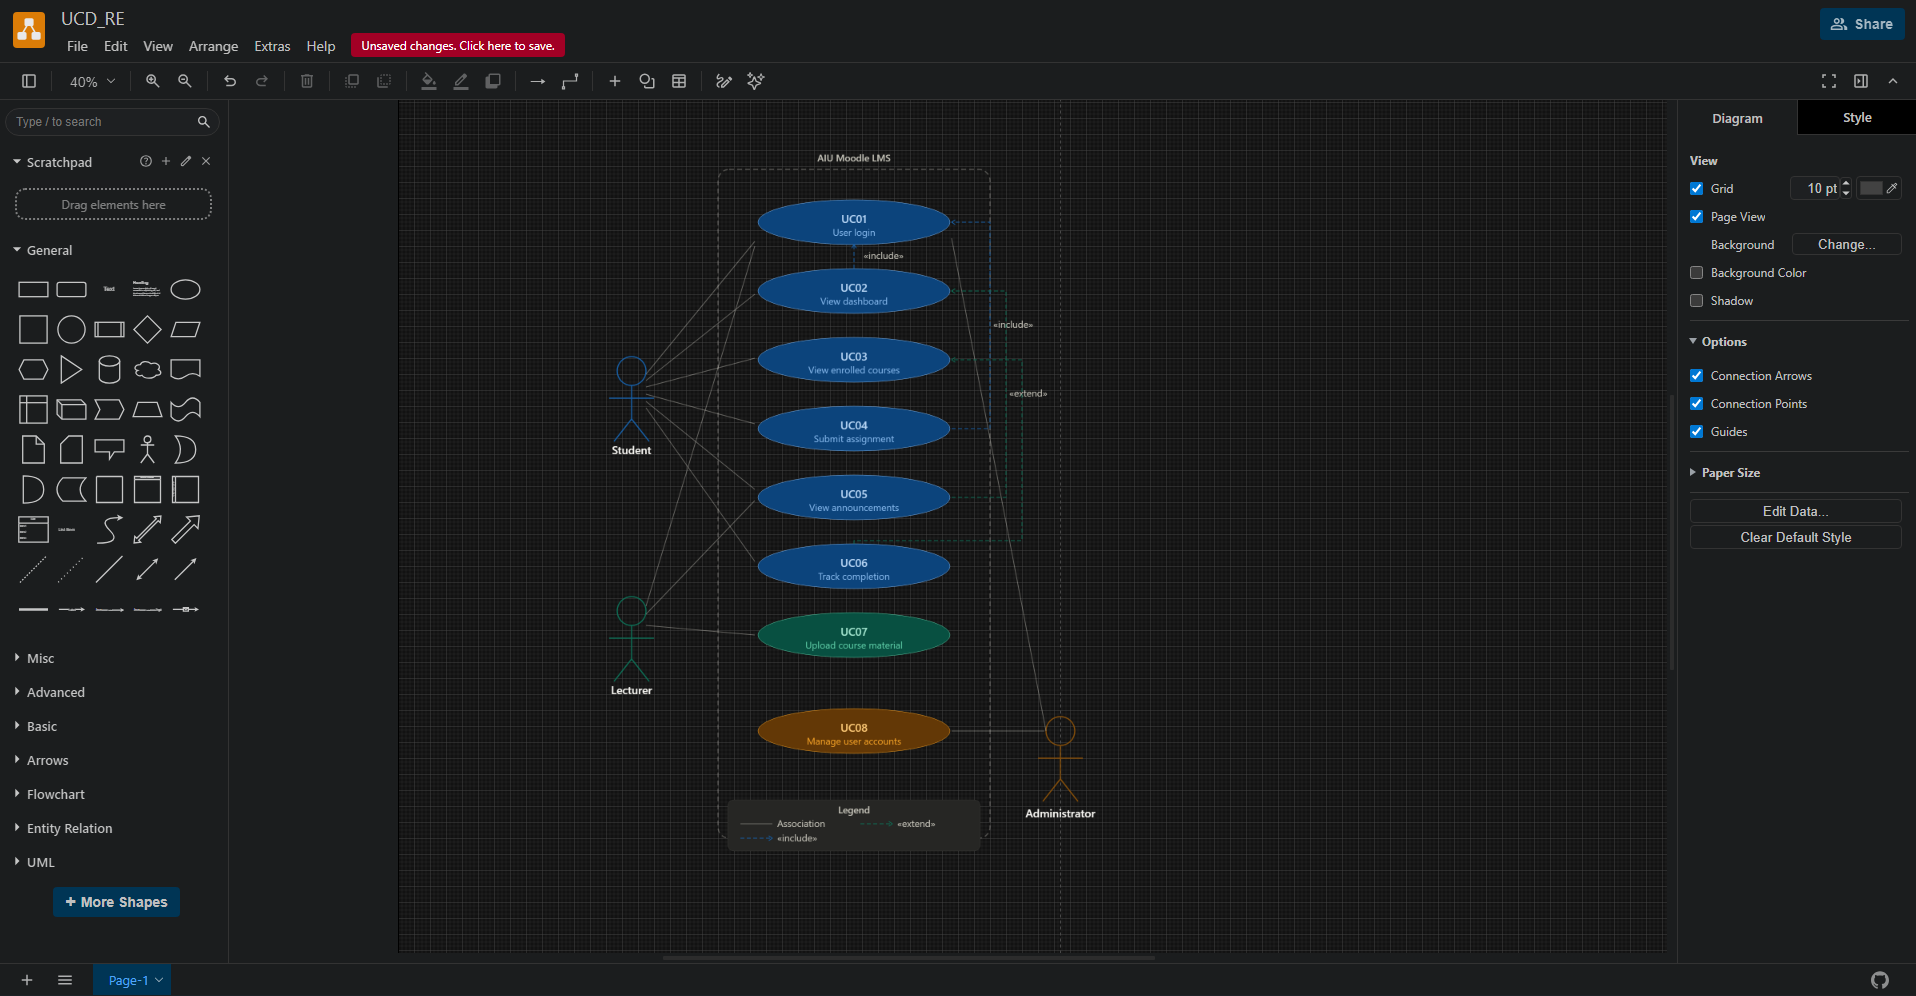 UCD_RE
File Edit View Arrange Extras Help
Unsaved changes. Click here to save.
Share
40%
Type / to search
Scratchpad
Drag elements here
General
Text
Heading
List Item
Misc
Advanced
Basic
Arrows
Flowchart
Entity Relation
UML
+ More Shapes
AIU Moodle LMS
UC01
User login
«include»
UC02
View dashboard
«include»
UC03
View enrolled courses
«extend»
UC04
Submit assignment
Student
UC05
View announcements
UC06
Track completion
UC07
Upload course material
Lecturer
UC08
Manage user accounts
Administrator
Legend
Association
«extend»
«include»
Diagram
Style
View
Grid
10 pt
Page View
Background
Change...
Background Color
Shadow
Options
Connection Arrows
Connection Points
Guides
Paper Size
Edit Data...
Clear Default Style
Page-1